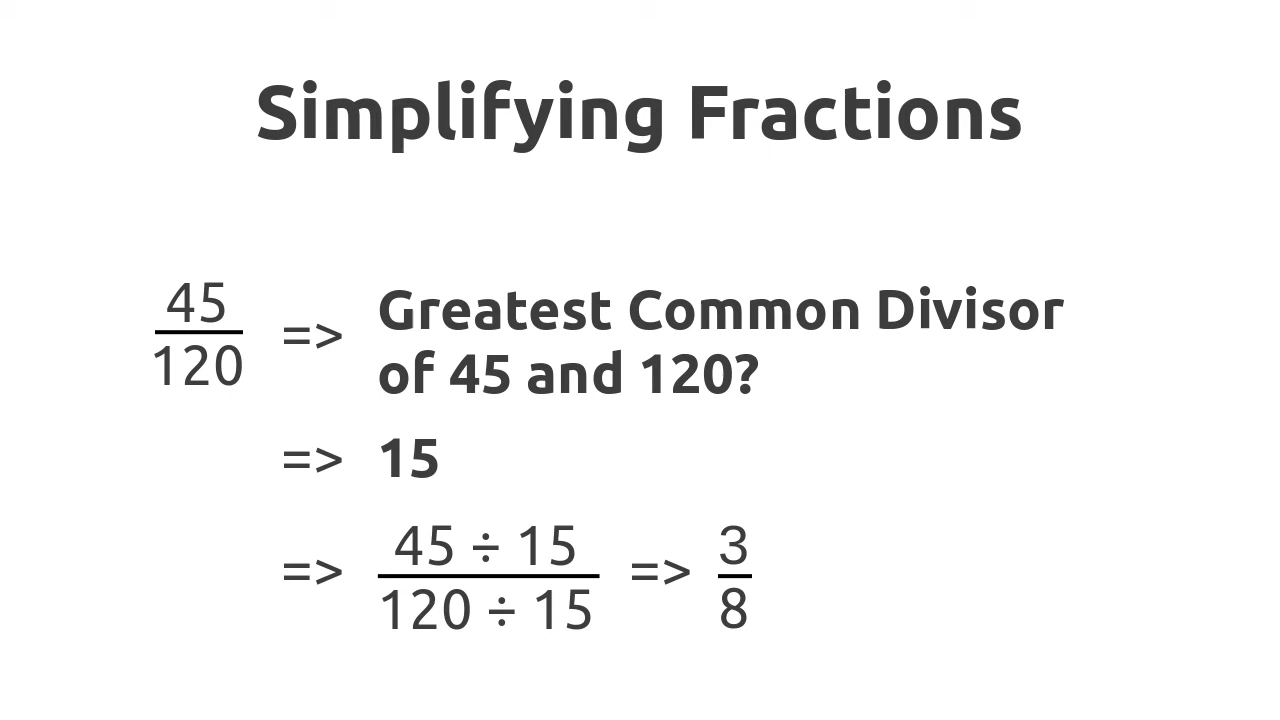 Simplifying Fractions
45
120
=>
Greatest Common Divisor
of 45 and 120?
=> 15
=>
45 ÷ 15
120 ÷ 15
=>
3
8